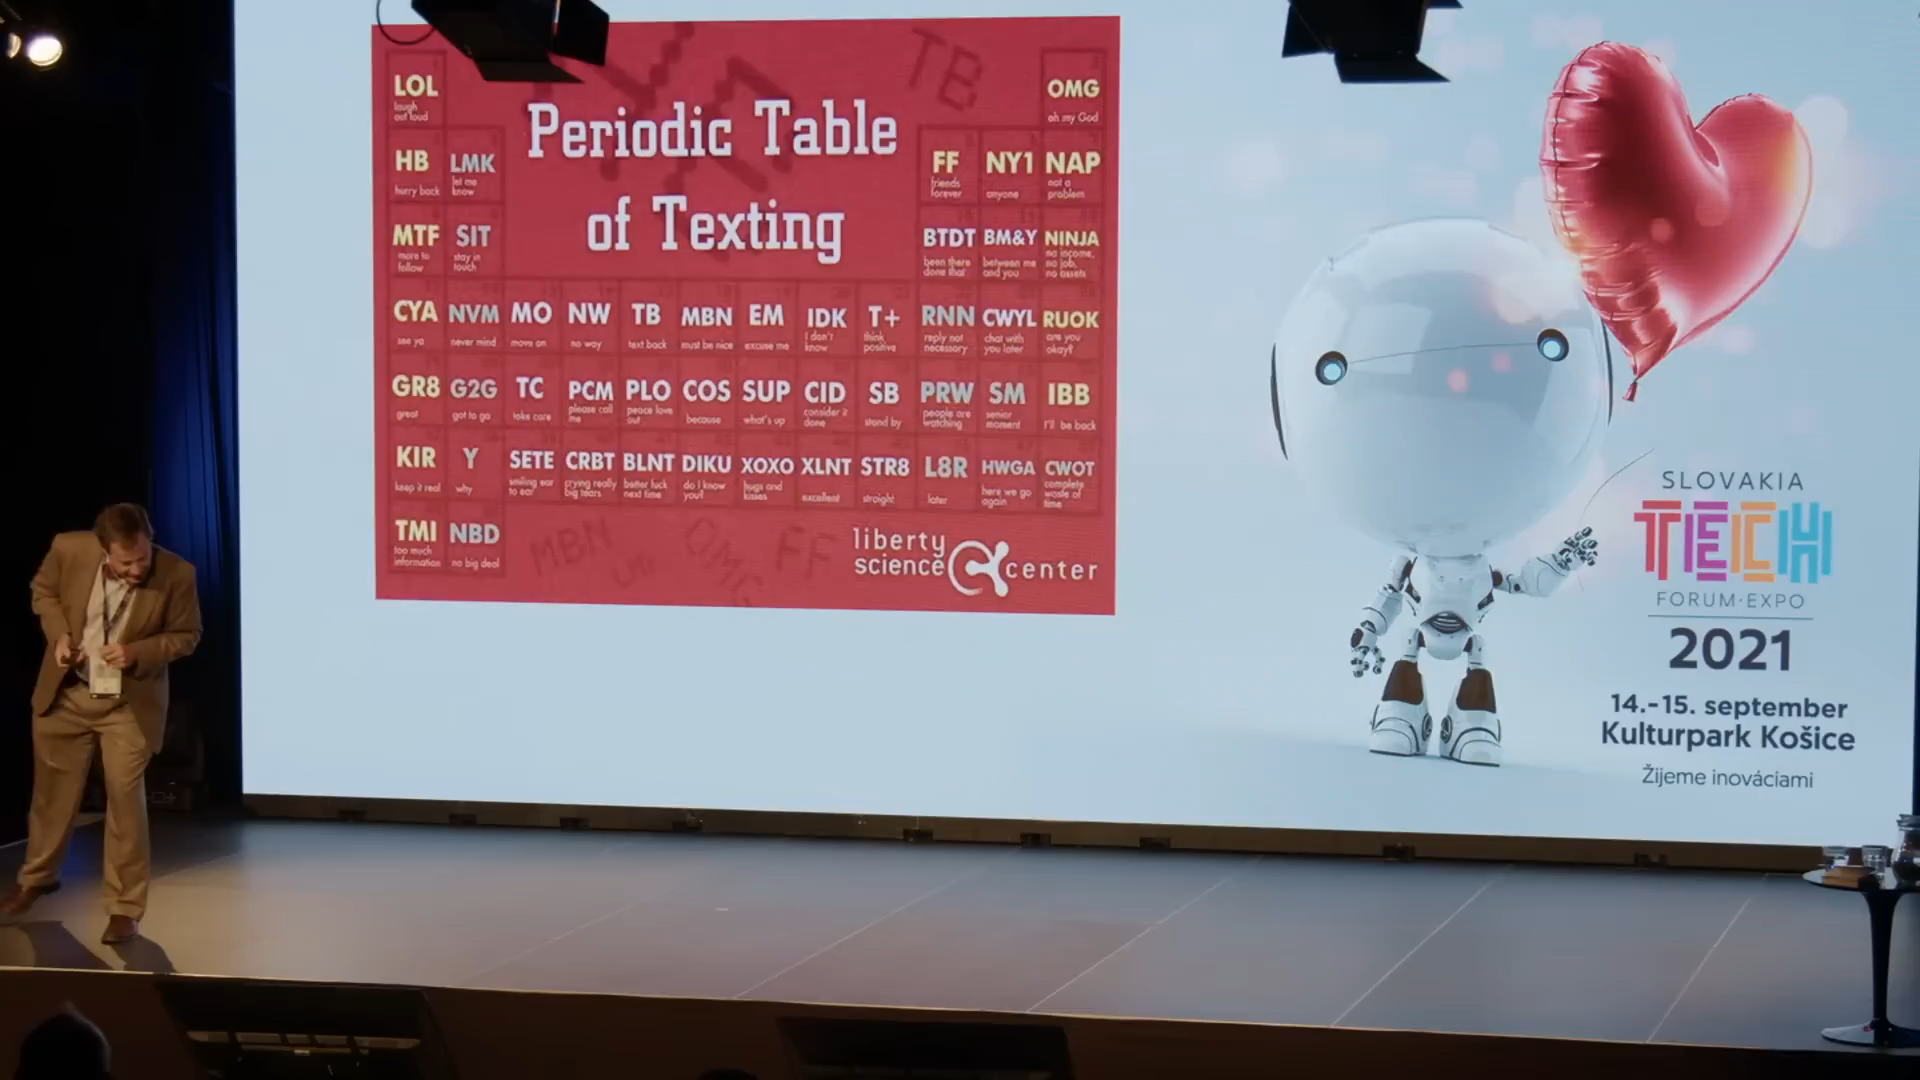 LOL
laugh
out loud
Periodic Table
of Texting
TB
OMG
oh my God
HB
hurry back
LMK
let me
know
FF
friends
forever
NY1
anyone
NAP
not a
problem
MTF
more to
follow
SIT
stay in
touch
BTDT
been there
done that
BM&Y
between me
and you
NINJA
no income,
no job,
no assets
CYA
see ya
NVM
never mind
MO
move on
NW
no way
TB
text back
MBN
must be nice
EM
excuse me
IDK
I don't
know
T+
think
positive
RNN
reply not
necessary
CWYL
chat with
you later
RUOK
are you
okay?
GR8
great
G2G
got to go
TC
take care
PCM
please call
me
PLO
peace love
out
COS
because
SUP
what's up
CID
consider it
done
SB
stand by
PRW
people are
watching
SM
senior
moment
IBB
I'll be back
KIR
keep it real
Y
why
SETE
smiling ear
to ear
CRBT
crying really
big tears
BLNT
better luck
next time
DIKU
do I know
you?
XOXO
hugs and
kisses
XLNT
excellent
STR8
straight
L8R
later
HWGA
here we go
again
CWOT
complete
waste of
time
TMI
too much
information
NBD
no big deal
MBN
OMG
FF
liberty
science center
SLOVAKIA
TECH
FORUM·EXPO
2021
14.-15. september
Kulturpark Košice
Žijeme inováciami